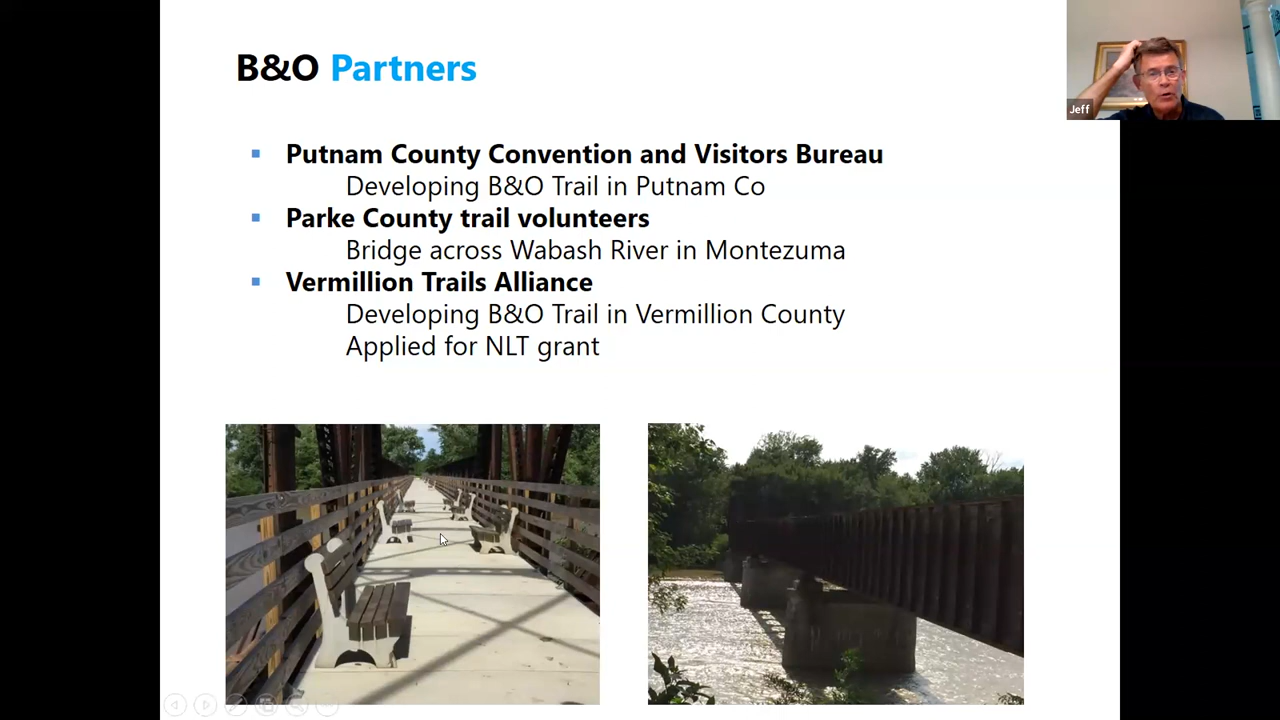 B&O Partners
Jeff
Putnam County Convention and Visitors Bureau
Developing B&O Trail in Putnam Co
Parke County trail volunteers
Bridge across Wabash River in Montezuma
Vermillion Trails Alliance
Developing B&O Trail in Vermillion County
Applied for NLT grant